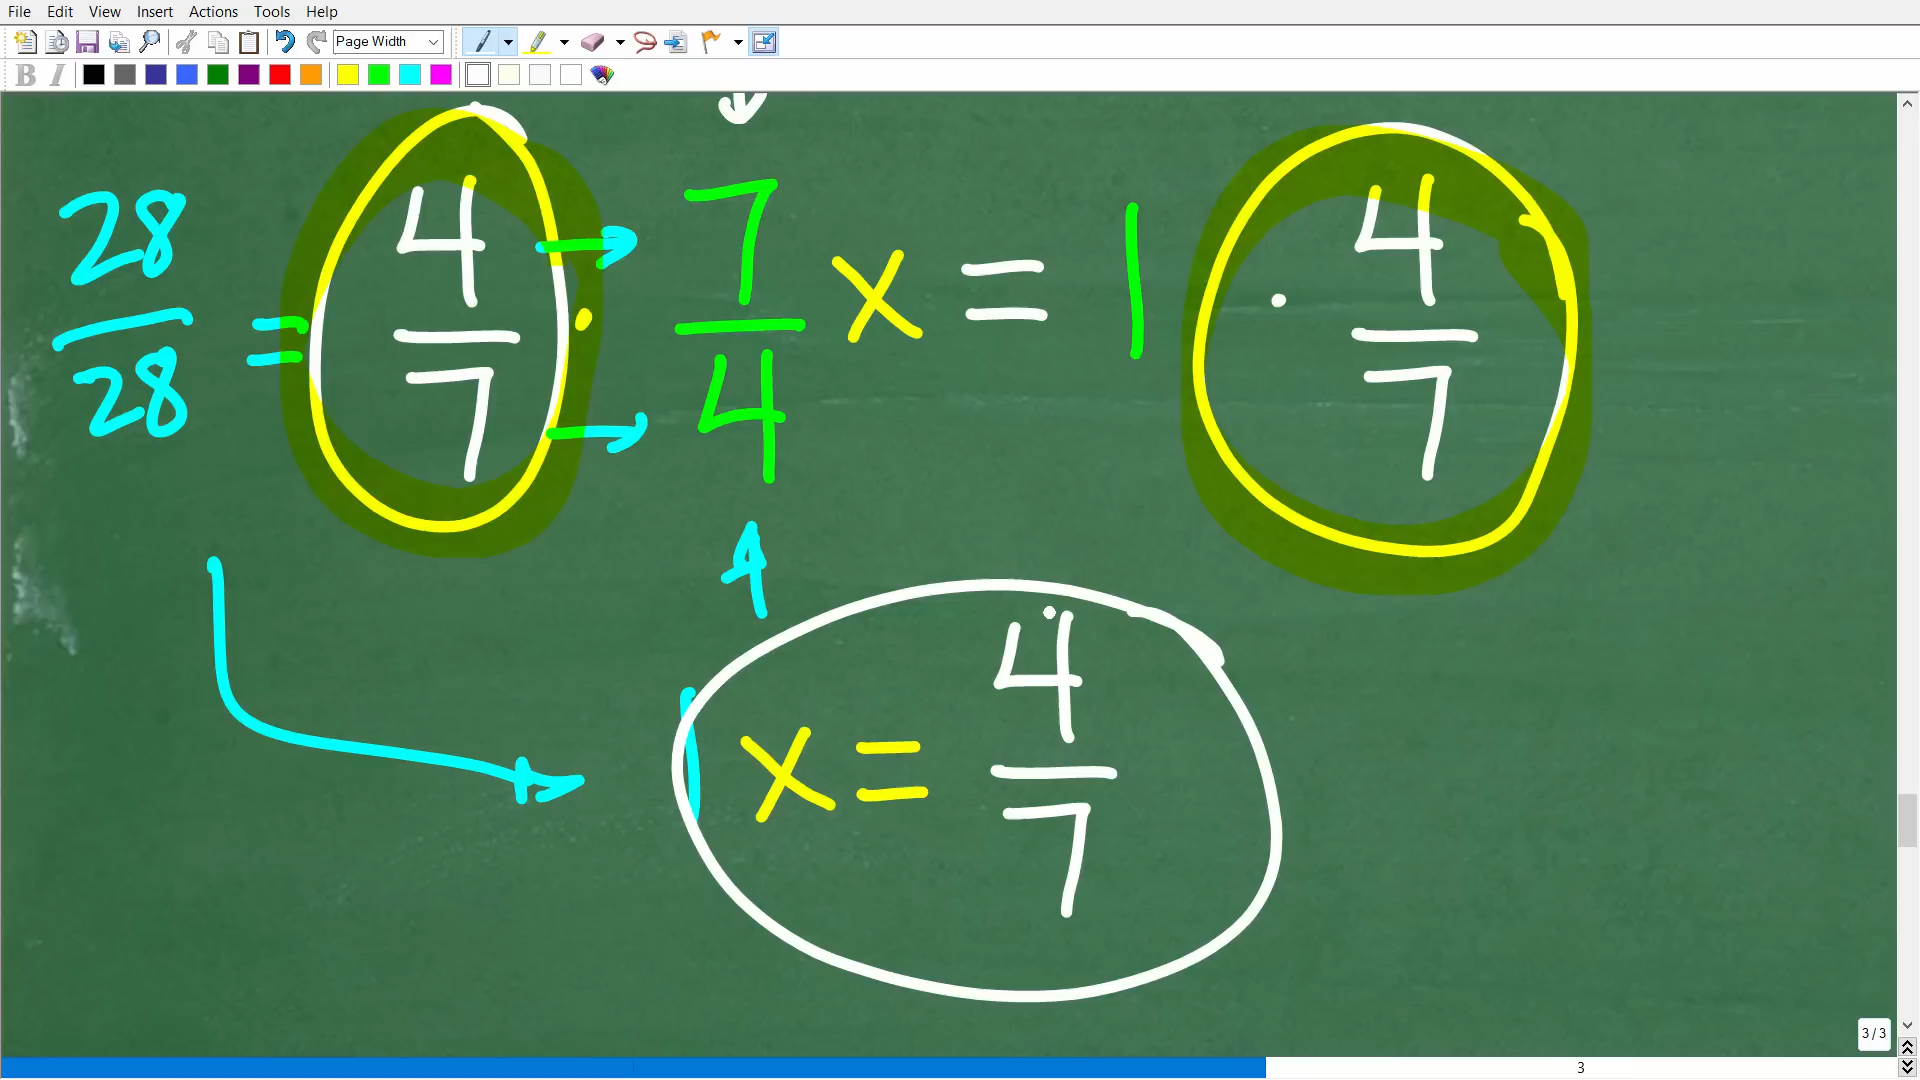 File Edit View Insert Actions Tools Help
Page Width
B I
28/28 = 4/7 · 7/4 x = 1 · 4/7
1x = 4/7
3/3
3